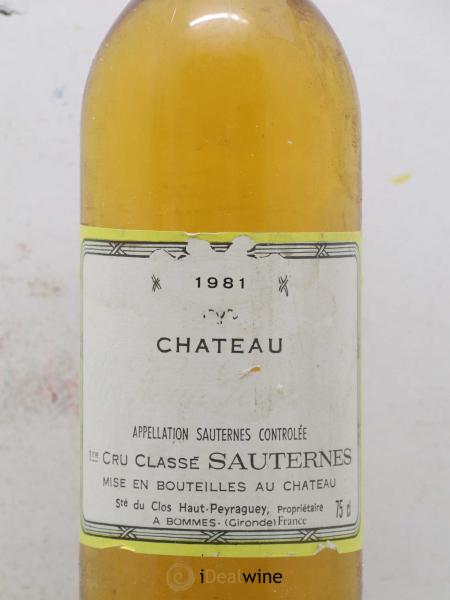 1981
CHATEAU
APPELLATION SAUTERNES CONTROLÉE
1ER CRU CLASSÉ SAUTERNES
MISE EN BOUTEILLES AU CHATEAU
Sté du Clos Haut-Peyraguey, Propriétaire 75 cl
A BOMMES-(Gironde) France
iDealwine
iDealwine